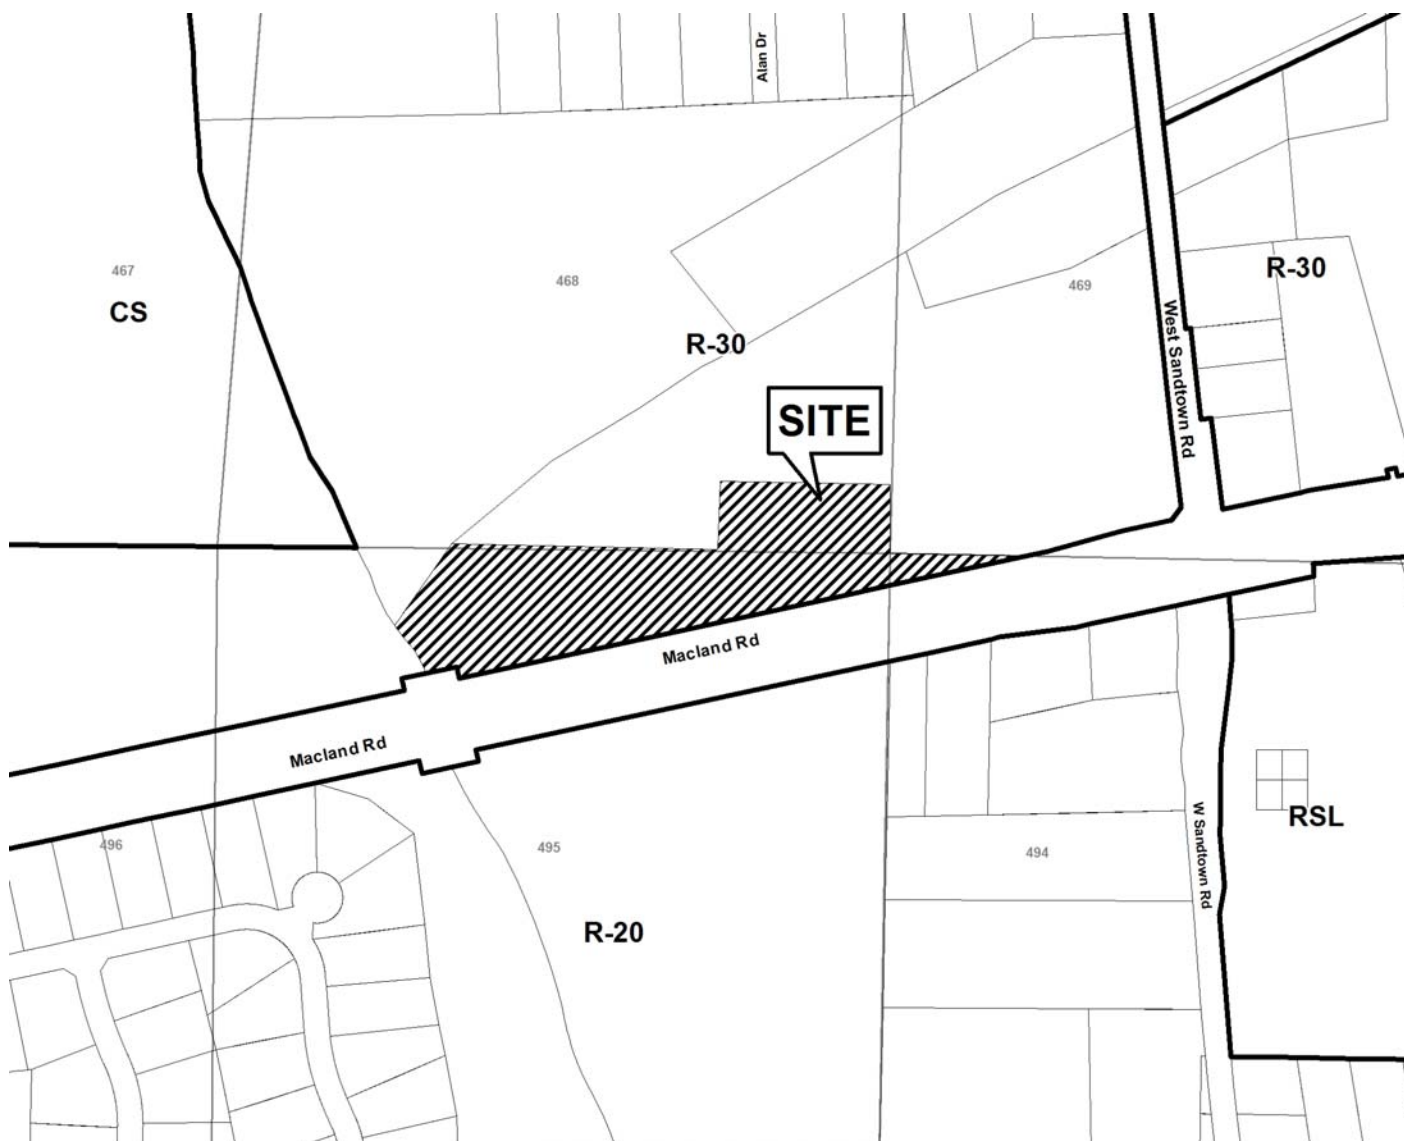 Alan Dr
467
CS
468
R-30
469
R-30
West Sandtown Rd
SITE
Macland Rd
Macland Rd
496
495
494
W Sandtown Rd
RSL
R-20